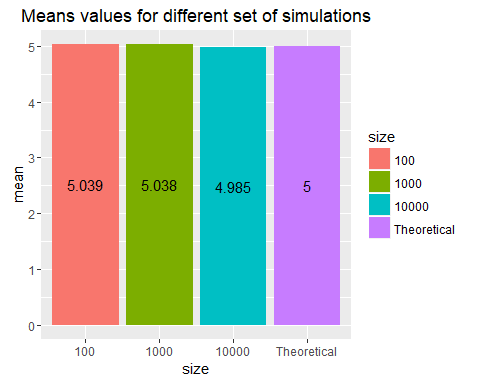 Means values for different set of simulations
mean
5
4
3
2
1
0
5.039 5.038 4.985 5
100 1000 10000 Theoretical
size
size
100
1000
10000
Theoretical